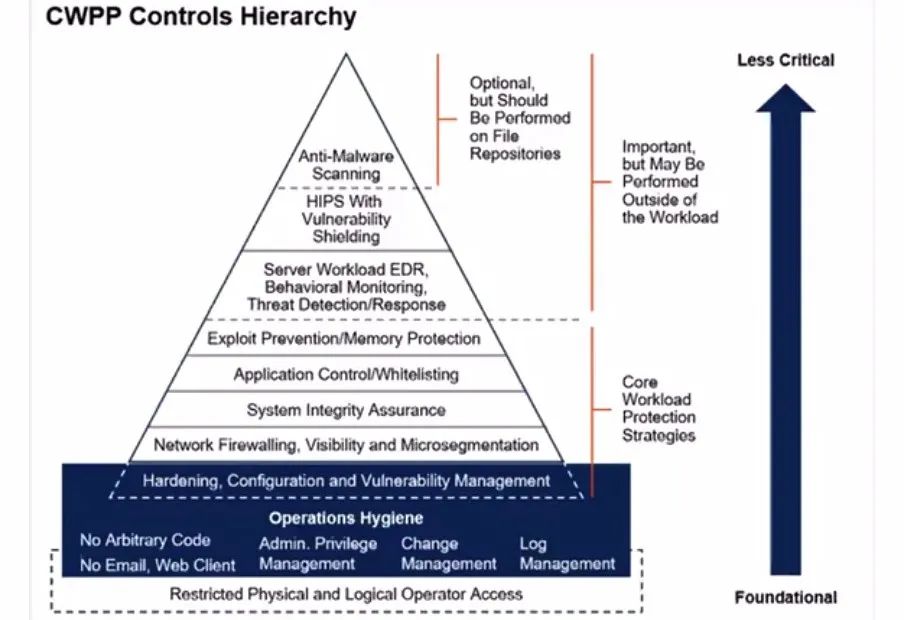 CWPP Controls Hierarchy
Less Critical
Optional,
but Should
Be Performed
on File
Repositories
Important,
but May Be
Performed
Outside of
the Workload
Anti-Malware
Scanning
HIPS With
Vulnerability
Shielding
Server Workload EDR,
Behavioral Monitoring,
Threat Detection/Response
Exploit Prevention/Memory Protection
Application Control/Whitelisting
System Integrity Assurance
Network Firewalling, Visibility and Microsegmentation
Core
Workload
Protection
Strategies
Hardening, Configuration and Vulnerability Management
Operations Hygiene
No Arbitrary Code
No Email, Web Client
Admin. Privilege
Management
Change
Management
Log
Management
Restricted Physical and Logical Operator Access
Foundational